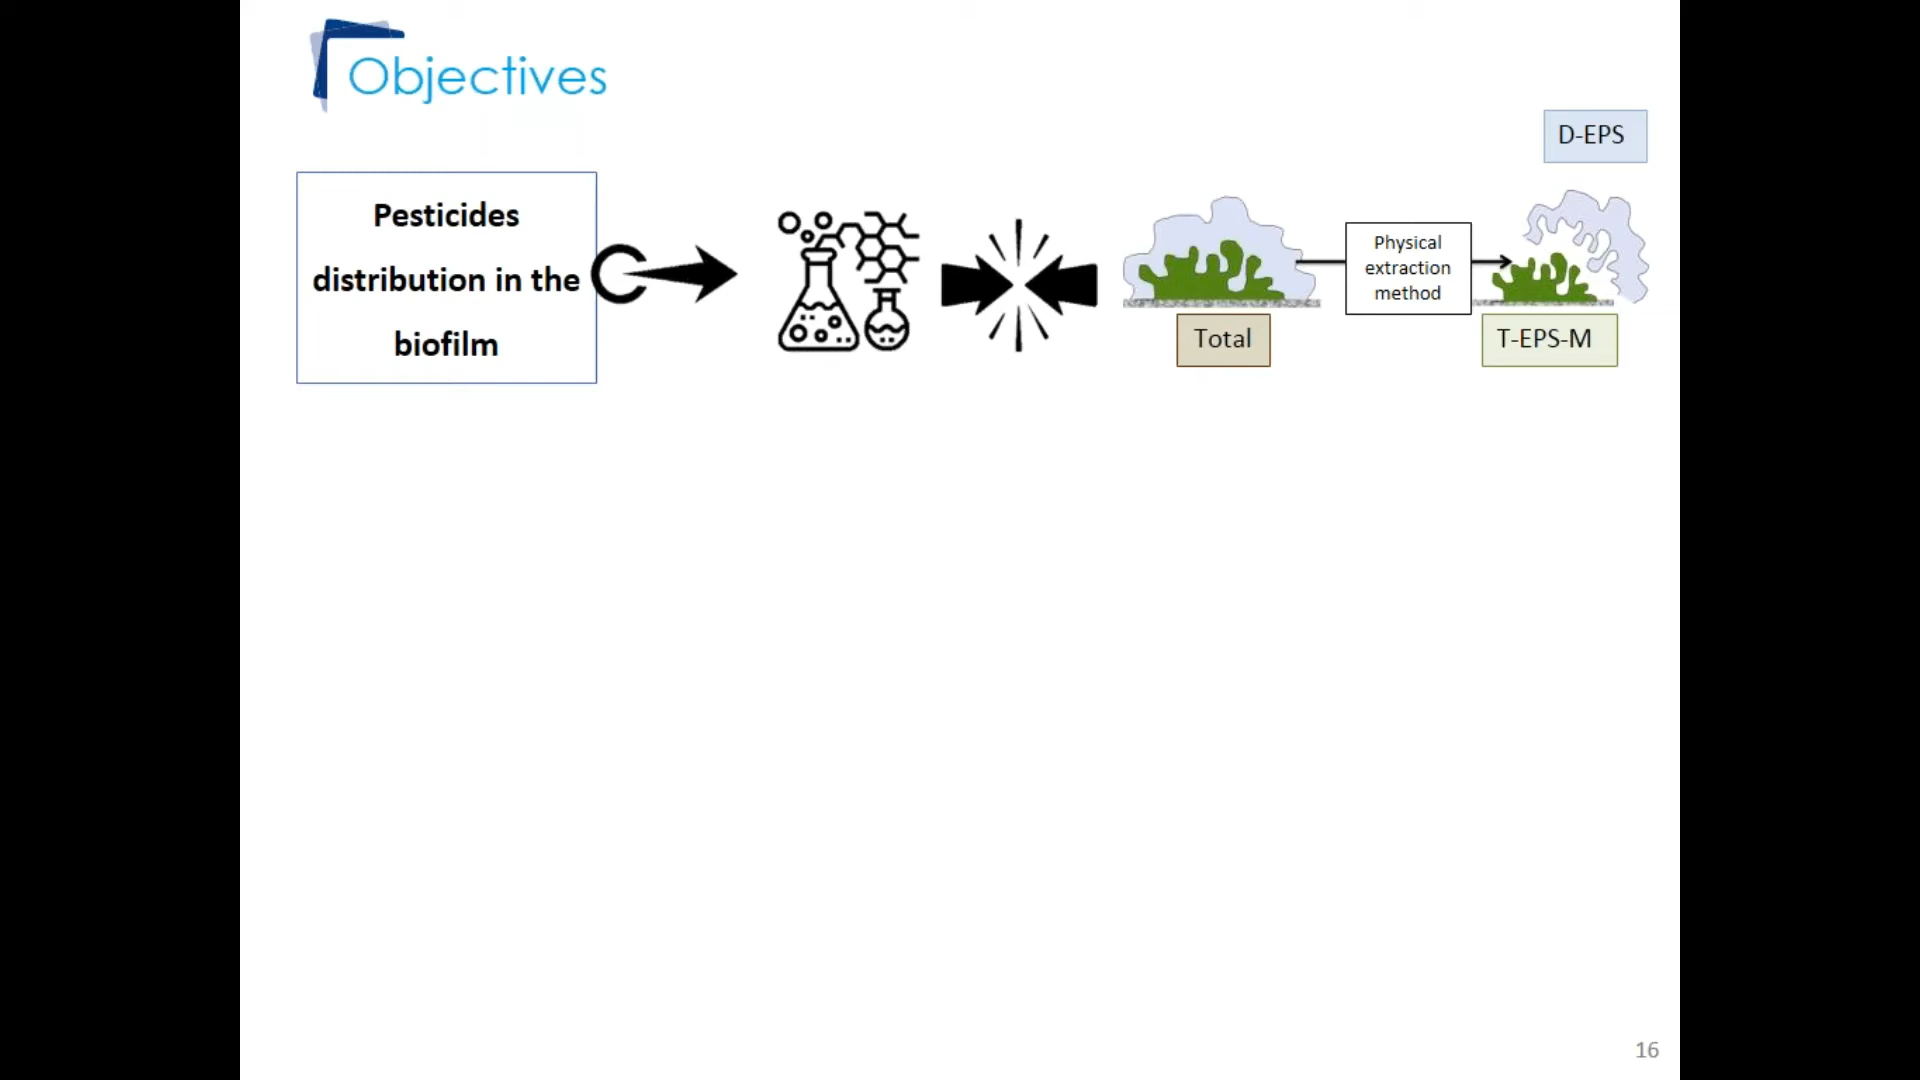 Objectives
D-EPS
Pesticides
distribution in the
biofilm
Physical
extraction
method
Total
T-EPS-M
16